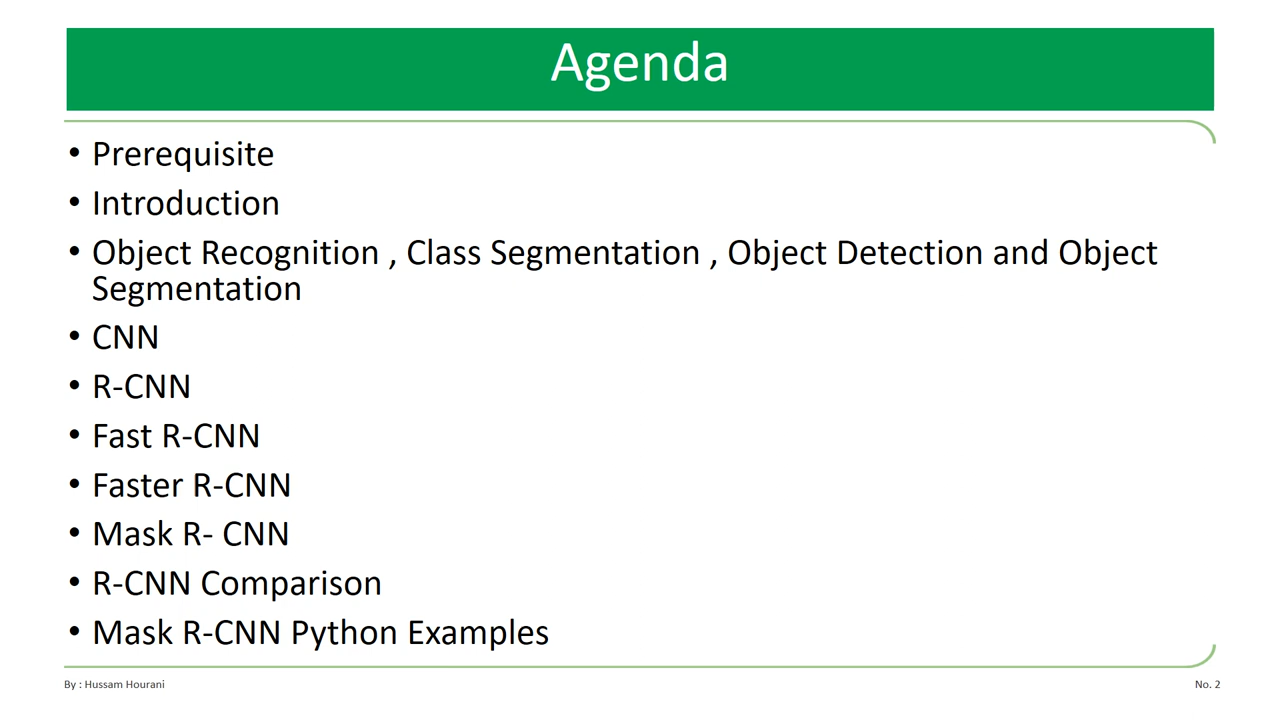 Agenda
• Prerequisite
• Introduction
• Object Recognition , Class Segmentation , Object Detection and Object
Segmentation
• CNN
• R-CNN
• Fast R-CNN
• Faster R-CNN
• Mask R- CNN
• R-CNN Comparison
• Mask R-CNN Python Examples
By : Hussam Hourani
No. 2